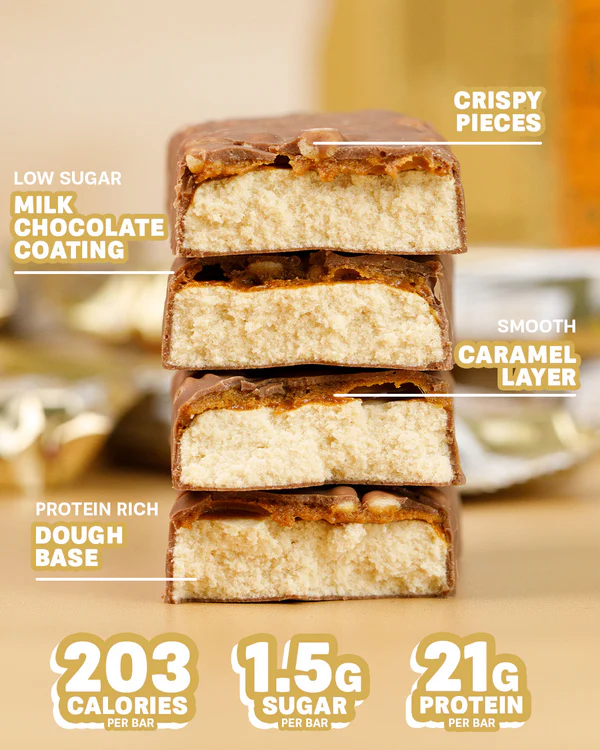 CRISPY
PIECES
LOW SUGAR
MILK
CHOCOLATE
COATING
SMOOTH
CARAMEL
LAYER
PROTEIN RICH
DOUGH
BASE
203
CALORIES
PER BAR
1.5G
SUGAR
PER BAR
21G
PROTEIN
PER BAR